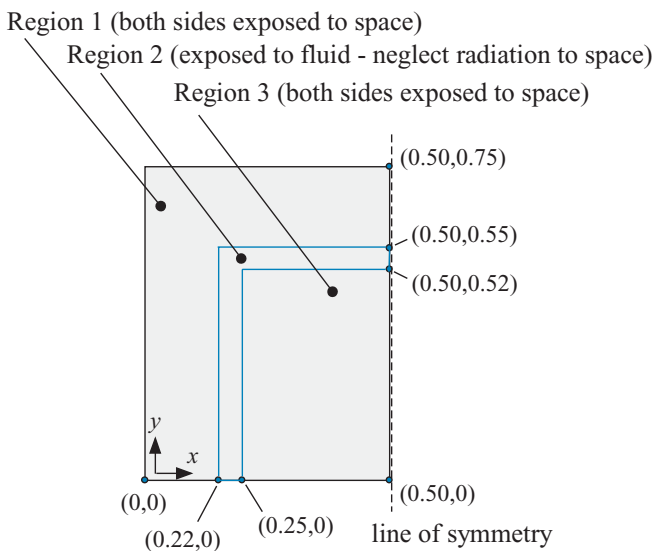 Region 1 (both sides exposed to space)
Region 2 (exposed to fluid - neglect radiation to space)
Region 3 (both sides exposed to space)
(0.50,0.75)
(0.50,0.55)
(0.50,0.52)
y
x
(0,0)
(0.22,0)
(0.25,0)
(0.50,0)
line of symmetry